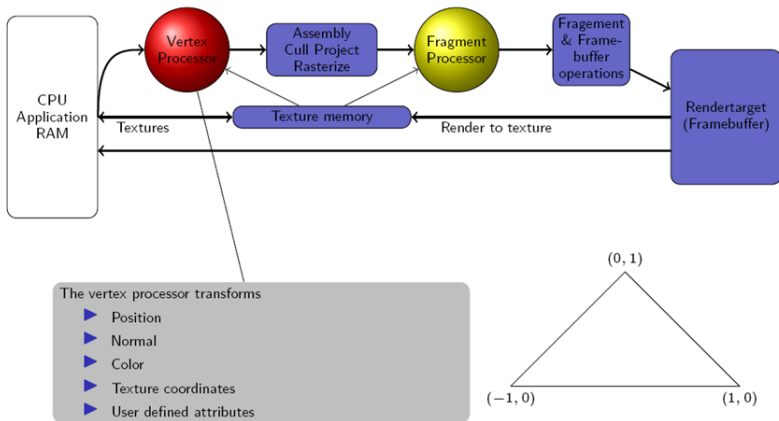 Vertex
Processor
Assembly
Cull Project
Rasterize
Fragment
Processor
Fragement
& Frame-
buffer
operations
CPU
Application
RAM
Textures
Texture memory
Render to texture
Rendertarget
(Framebuffer)
The vertex processor transforms
Position
Normal
Color
Texture coordinates
User defined attributes
(0, 1)
(−1, 0)
(1, 0)